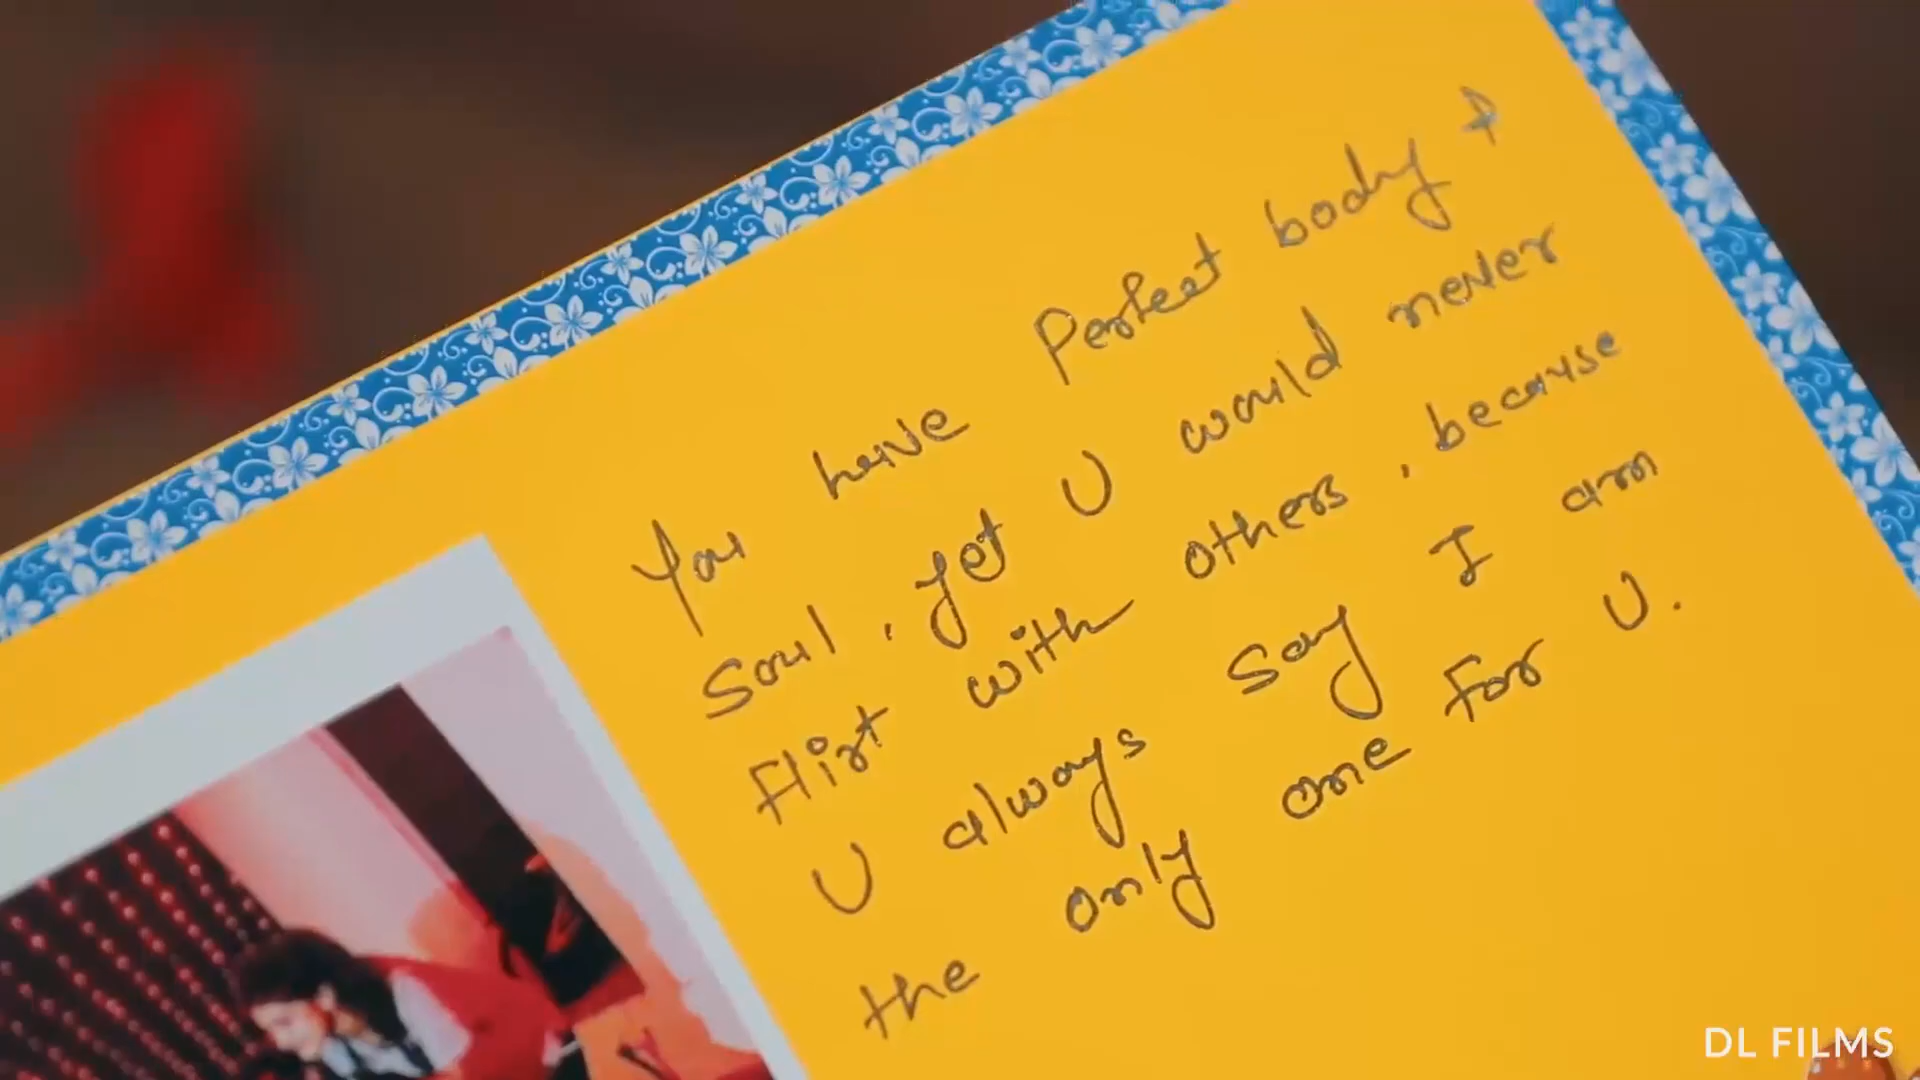 You have Perfect body &
Soul, yet U would never
Flirt with others, because
U always say I am
the only one For U.
DL FILMS